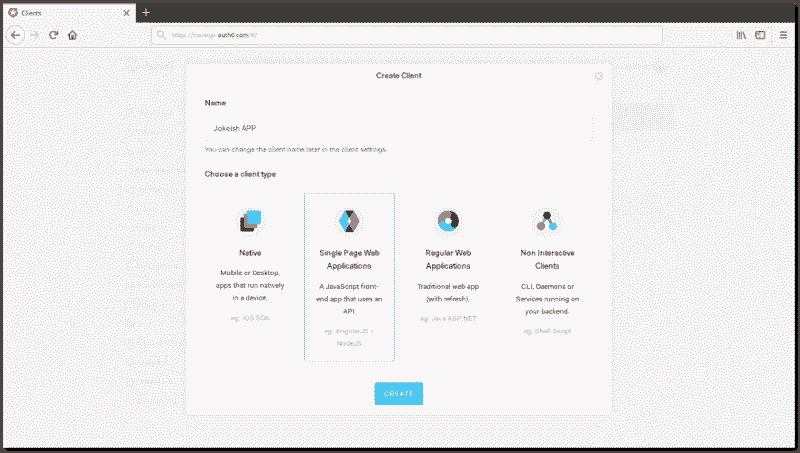 Clients
https://manage.auth0.com/#/
Create Client
Name
Jokeish APP
You can change the client name later in the client settings.
Choose a client type
Native
Mobile or Desktop,
apps that run natively
in a device.
eg: iOS SDK
Single Page Web
Applications
A JavaScript front-
end app that uses an
API.
eg: AngularJS +
NodeJS
Regular Web
Applications
Traditional web app
(with refresh).
eg: Java ASP.NET
Non Interactive
Clients
CLI, Daemons or
Services running on
your backend.
eg: Shell Script
CREATE